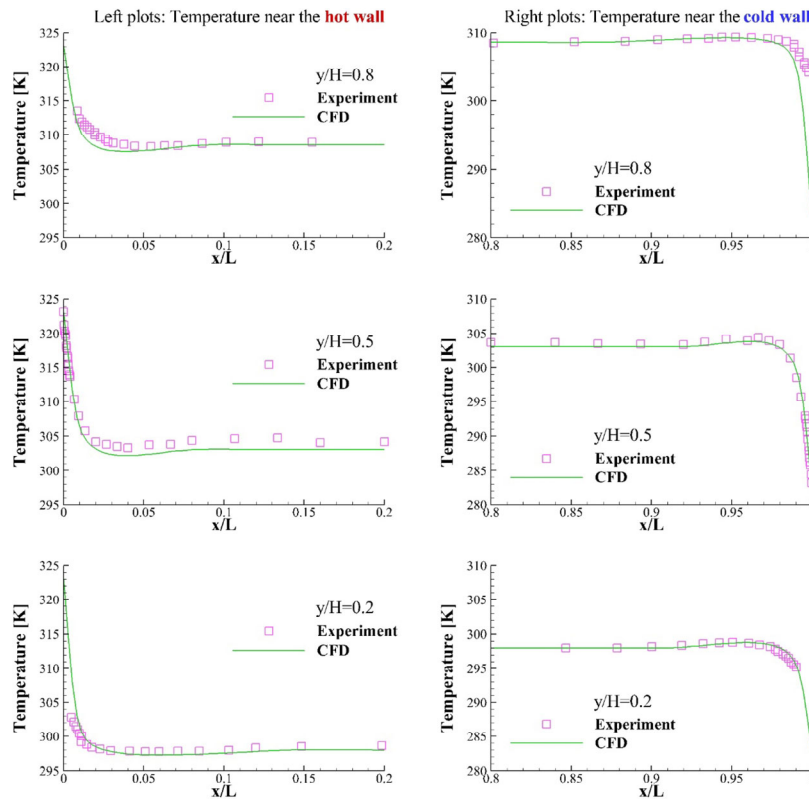 Left plots: Temperature near the hot wall
Right plots: Temperature near the cold wall
Temperature [K]
325
320
315
310
305
300
295
0
0.05
0.1
0.15
0.2
x/L
y/H=0.8
Experiment
CFD
Temperature [K]
310
300
290
280
0.8
0.85
0.9
0.95
x/L
y/H=0.8
Experiment
CFD
Temperature [K]
325
320
315
310
305
300
295
0
0.05
0.1
0.15
0.2
x/L
y/H=0.5
Experiment
CFD
Temperature [K]
310
305
300
295
290
285
280
0.8
0.85
0.9
0.95
x/L
y/H=0.5
Experiment
CFD
Temperature [K]
325
320
315
310
305
300
295
0
0.05
0.1
0.15
0.2
x/L
y/H=0.2
Experiment
CFD
Temperature [K]
310
305
300
295
290
285
280
0.8
0.85
0.9
0.95
x/L
y/H=0.2
Experiment
CFD